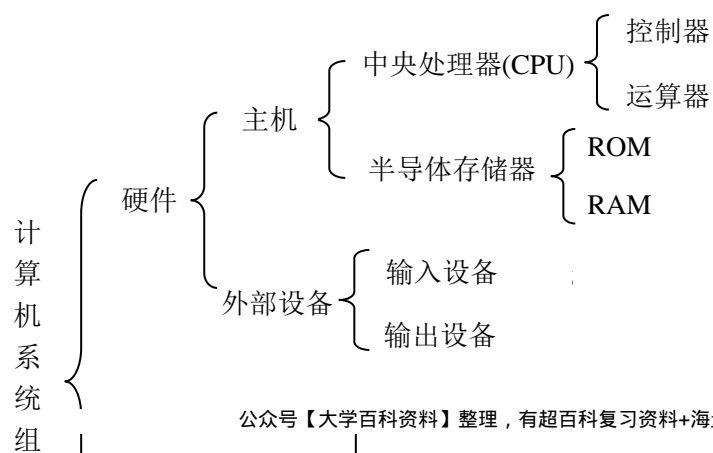 控制器
中央处理器(CPU)
运算器
主机
ROM
半导体存储器
RAM
硬件
输入设备
外部设备
输出设备
计算机系统组
公众号【大学百科资料】整理，有超百科复习资料+海